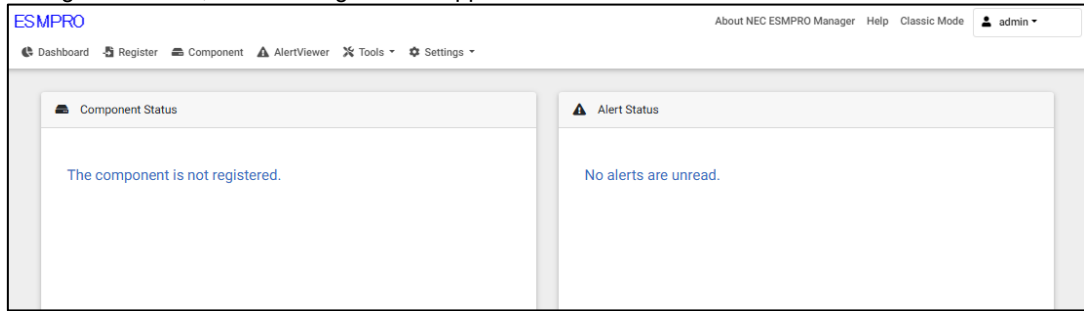 ESMPRO
About NEC ESMPRO Manager Help Classic Mode admin
Dashboard Register Component AlertViewer Tools Settings
Component Status
Alert Status
The component is not registered.
No alerts are unread.